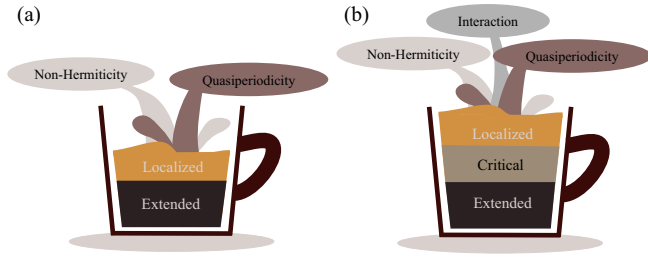 (a)
Non-Hermiticity
Quasiperiodicity
Localized
Extended
(b)
Interaction
Non-Hermiticity
Quasiperiodicity
Localized
Critical
Extended